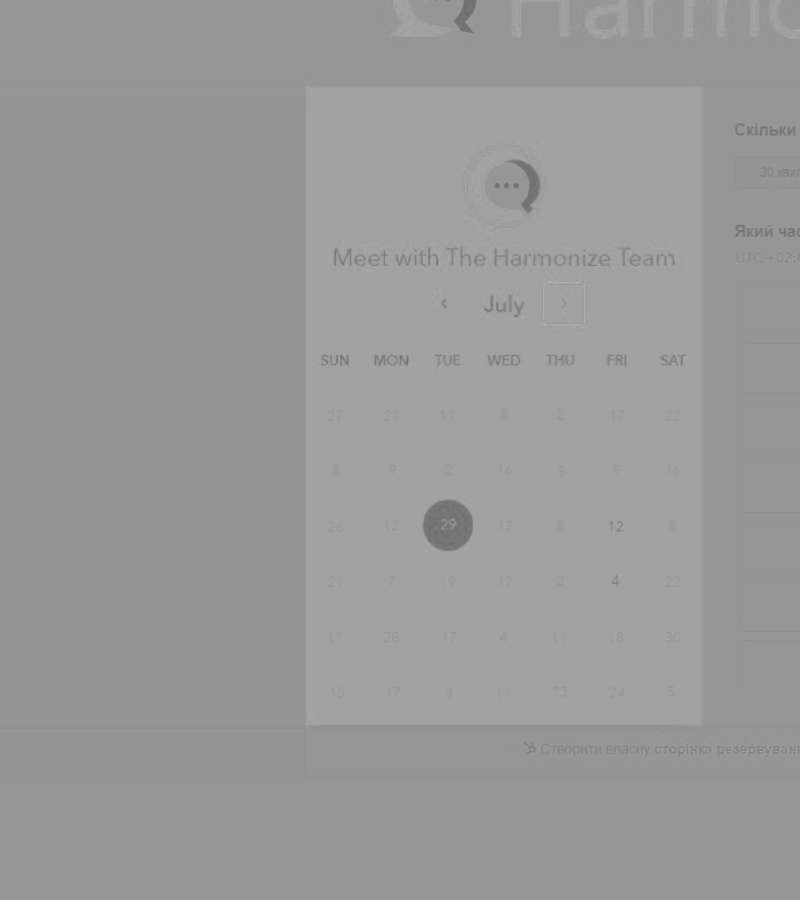 Harmo
Meet with The Harmonize Team
July
SUN MON TUE WED THU FRI SAT
27 21 11 6 2 17 22
8 9 2 16 3 9 16
26 12 29 17 8 12 8
21 7 19 17 2 4 22
11 28 17 4 11 18 30
10 17 3 11 13 24 5
Скільки
30 хвил
Який час
UTC +03:
Створити власну сторінка резервуван